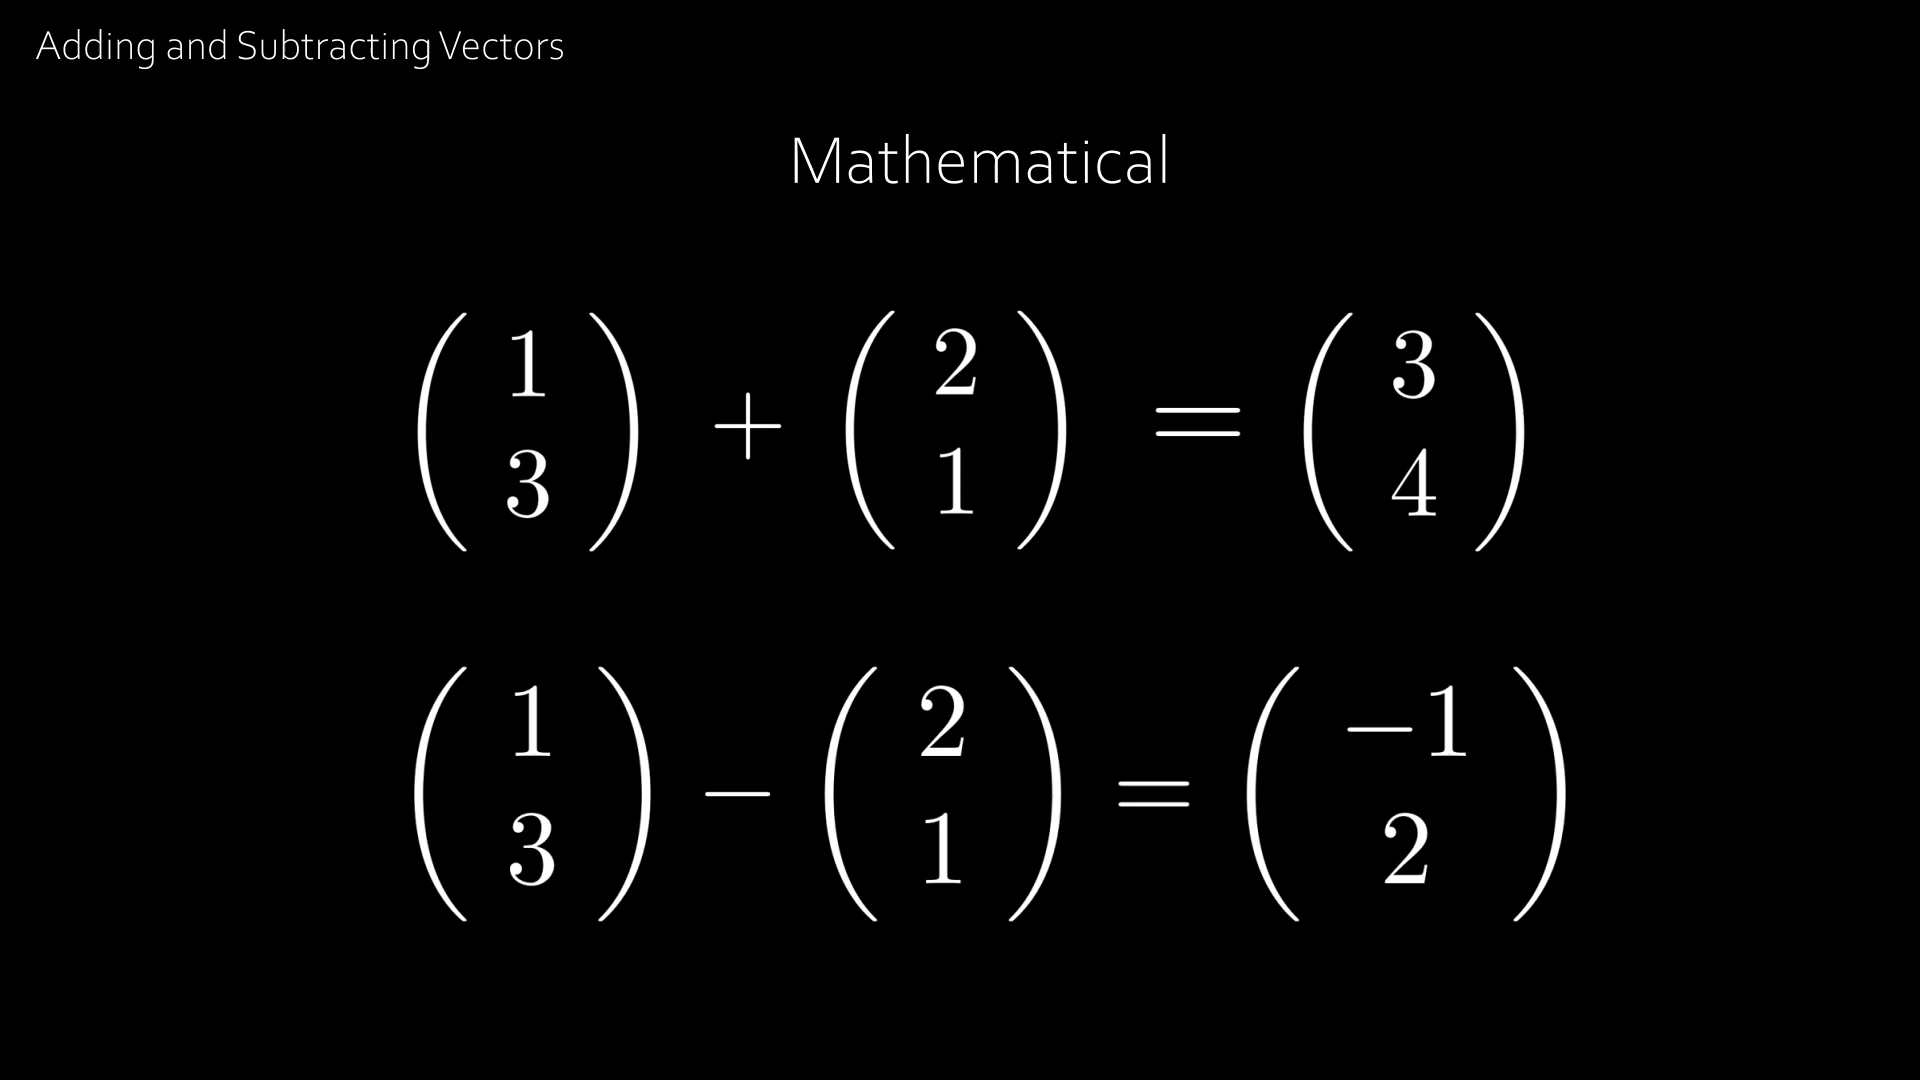 Adding and Subtracting Vectors
Mathematical
( 1 ) ( 2 ) ( 3 )
( 3 ) + ( 1 ) = ( 4 )
( 1 ) ( 2 ) ( −1 )
( 3 ) − ( 1 ) = ( 2 )